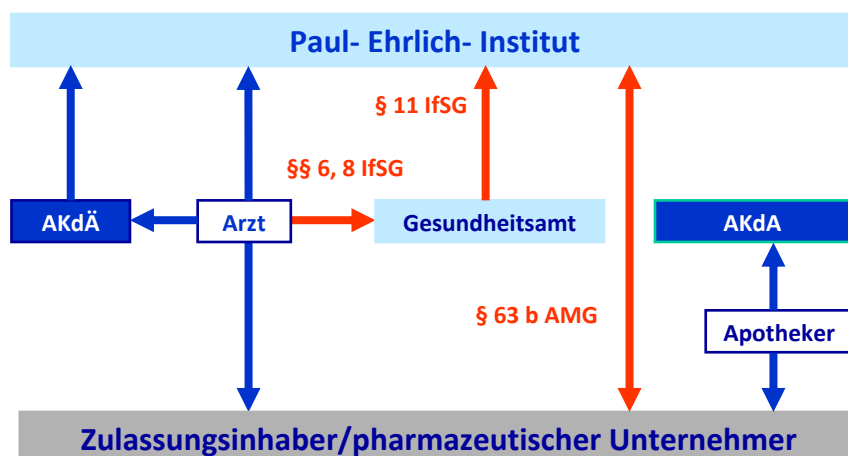 Paul- Ehrlich- Institut
§ 11 IfSG
§§ 6, 8 IfSG
AKdÄ
Arzt
Gesundheitsamt
AKdA
§ 63 b AMG
Apotheker
Zulassungsinhaber/pharmazeutischer Unternehmer